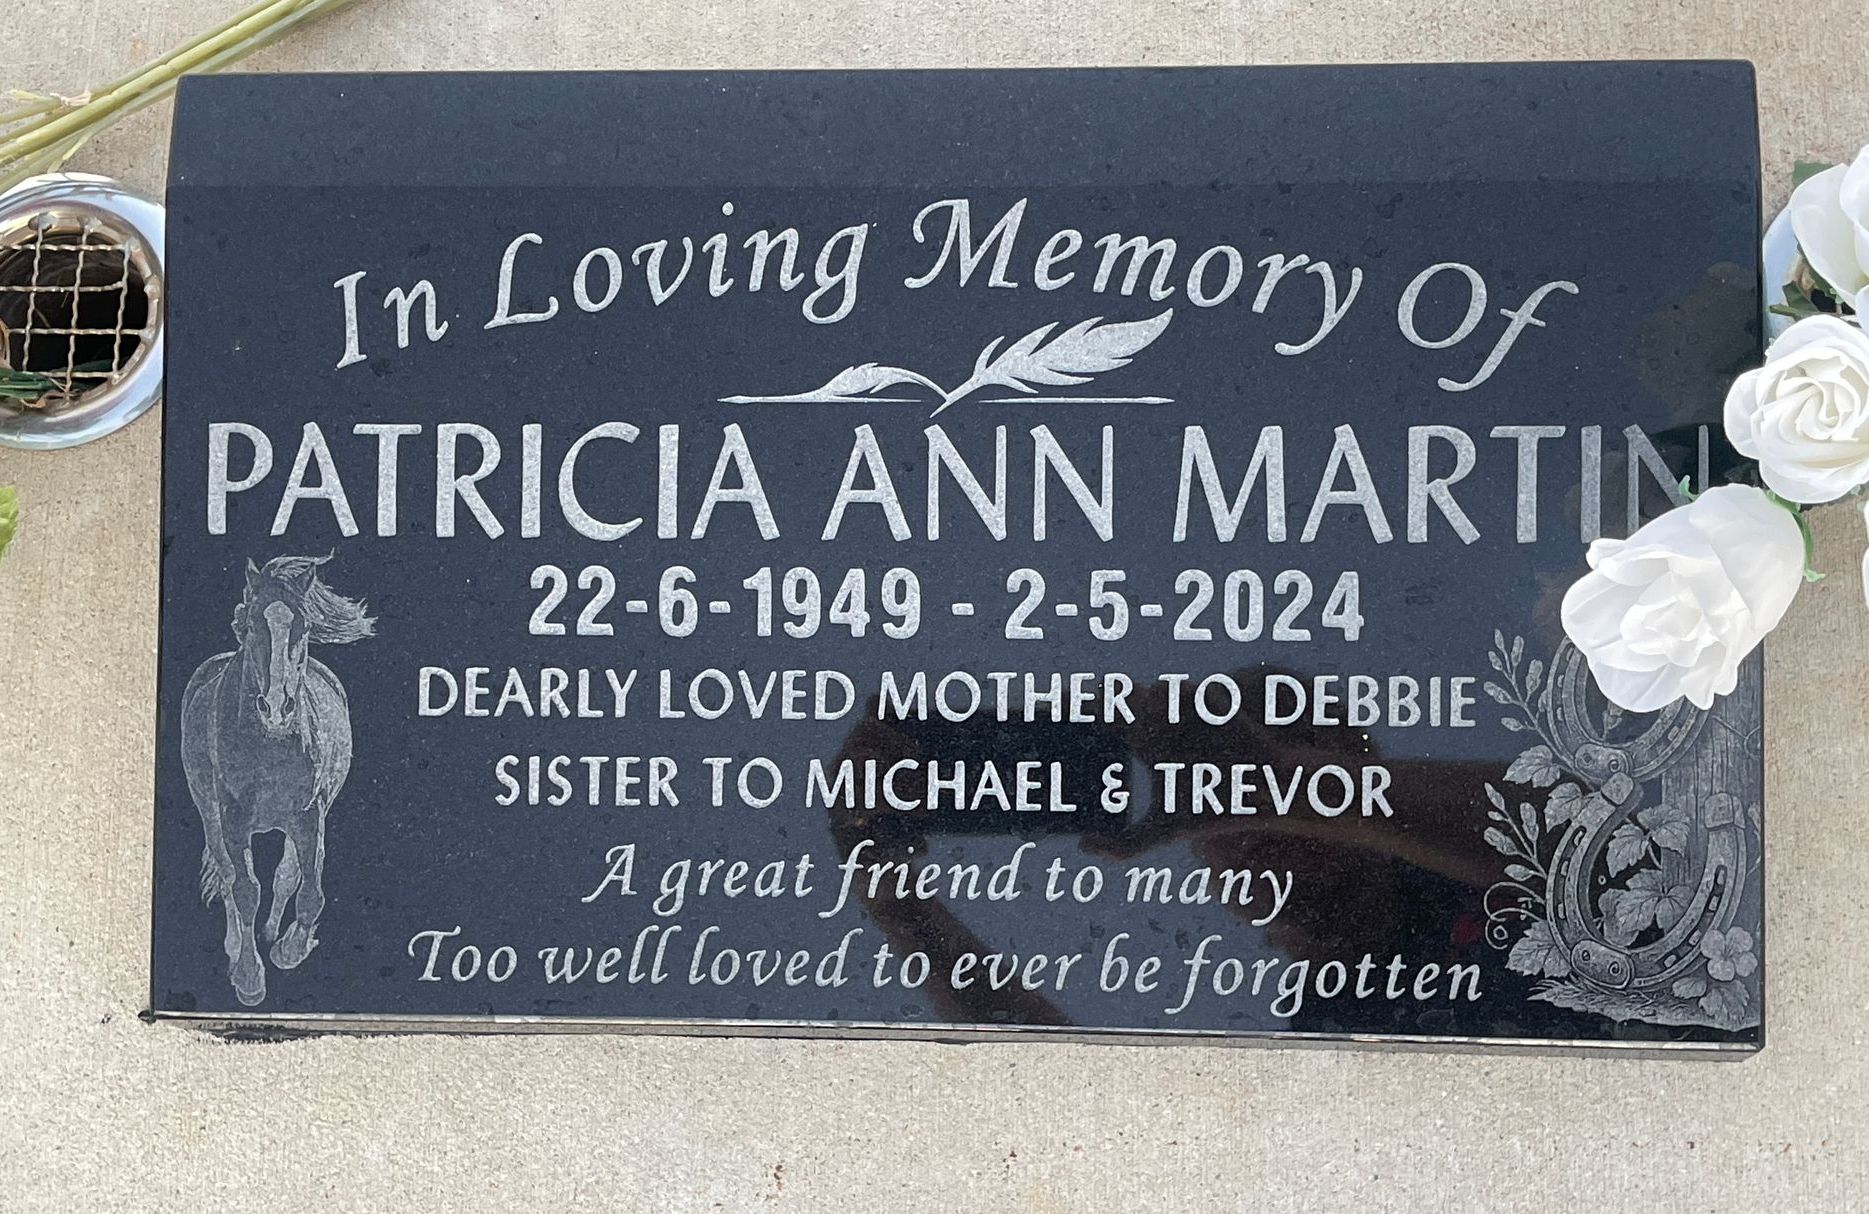 In Loving Memory Of
PATRICIA ANN MARTIN
22-6-1949 - 2-5-2024
DEARLY LOVED MOTHER TO DEBBIE
SISTER TO MICHAEL & TREVOR
A great friend to many
Too well loved to ever be forgotten